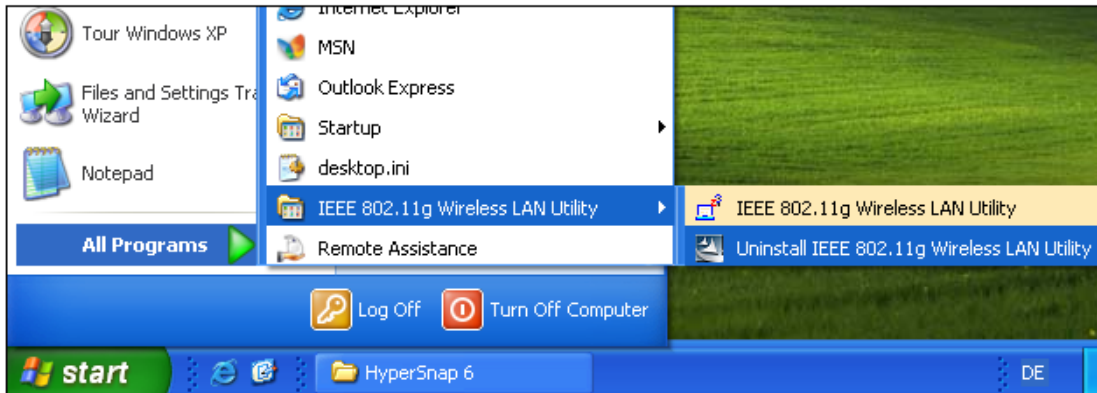 Tour Windows XP
Files and Settings Tra
Wizard
Notepad
All Programs
Internet Explorer
MSN
Outlook Express
Startup
desktop.ini
IEEE 802.11g Wireless LAN Utility
Remote Assistance
IEEE 802.11g Wireless LAN Utility
Uninstall IEEE 802.11g Wireless LAN Utility
Log Off
Turn Off Computer
start
HyperSnap 6
DE